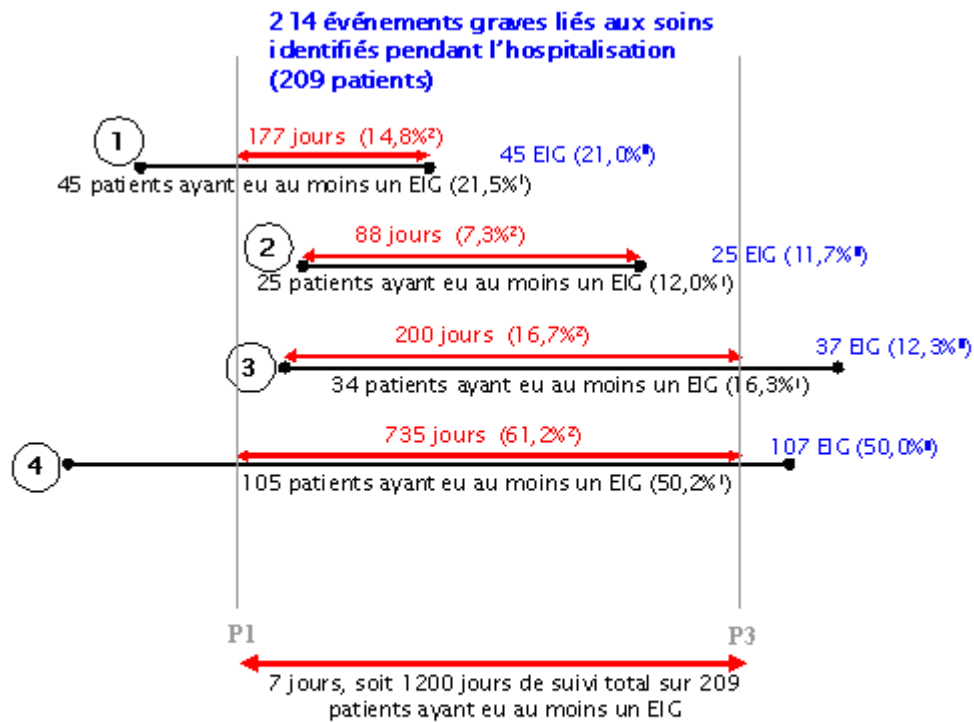 214 événements graves liés aux soins
identifiés pendant l'hospitalisation
(209 patients)
1
177 jours (14,8%²)
45 EIG (21,0%³)
45 patients ayant eu au moins un EIG (21,5%¹)
2
88 jours (7,3%²)
25 EIG (11,7%³)
25 patients ayant eu au moins un EIG (12,0%¹)
3
200 jours (16,7%²)
37 EIG (12,3%³)
34 patients ayant eu au moins un EIG (16,3%¹)
4
735 jours (61,2%²)
107 EIG (50,0%³)
105 patients ayant eu au moins un EIG (50,2%¹)
P1
P3
7 jours, soit 1200 jours de suivi total sur 209
patients ayant eu au moins un EIG